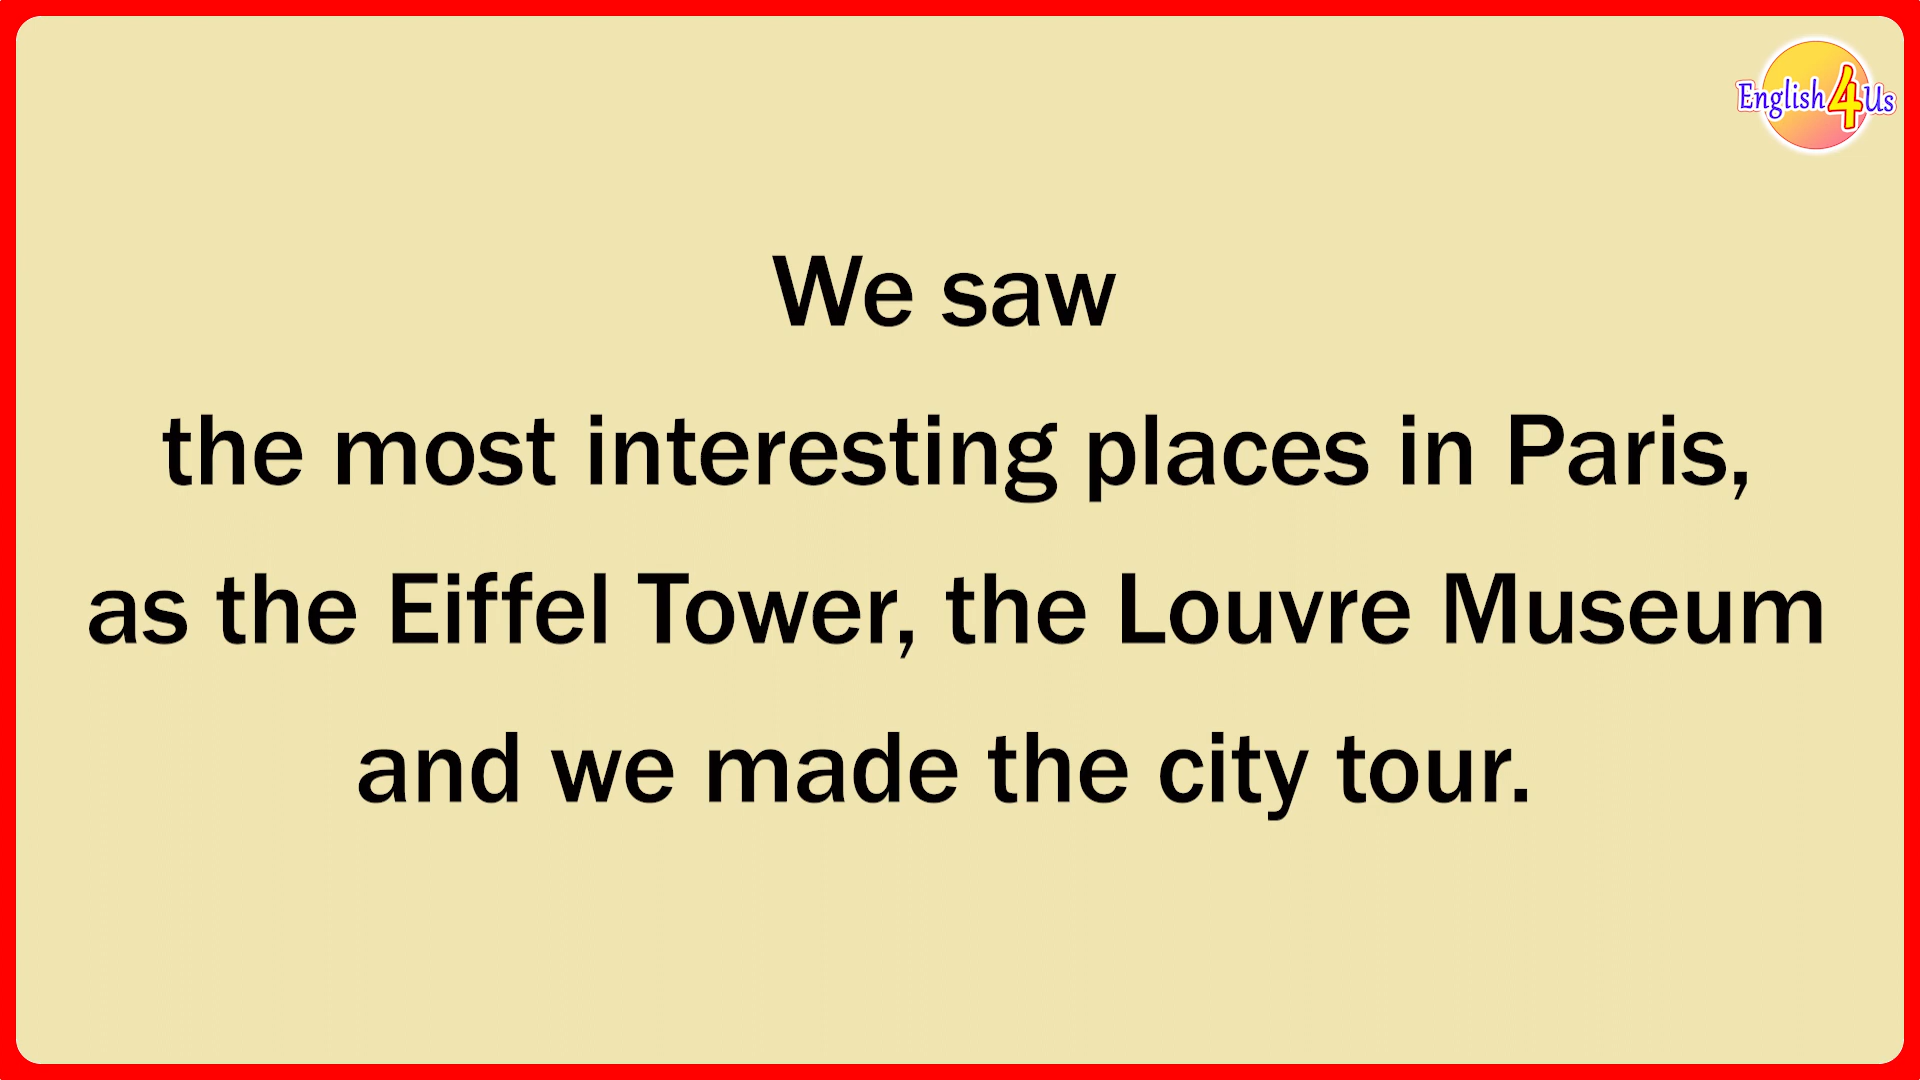 English4Us
We saw
the most interesting places in Paris,
as the Eiffel Tower, the Louvre Museum
and we made the city tour.